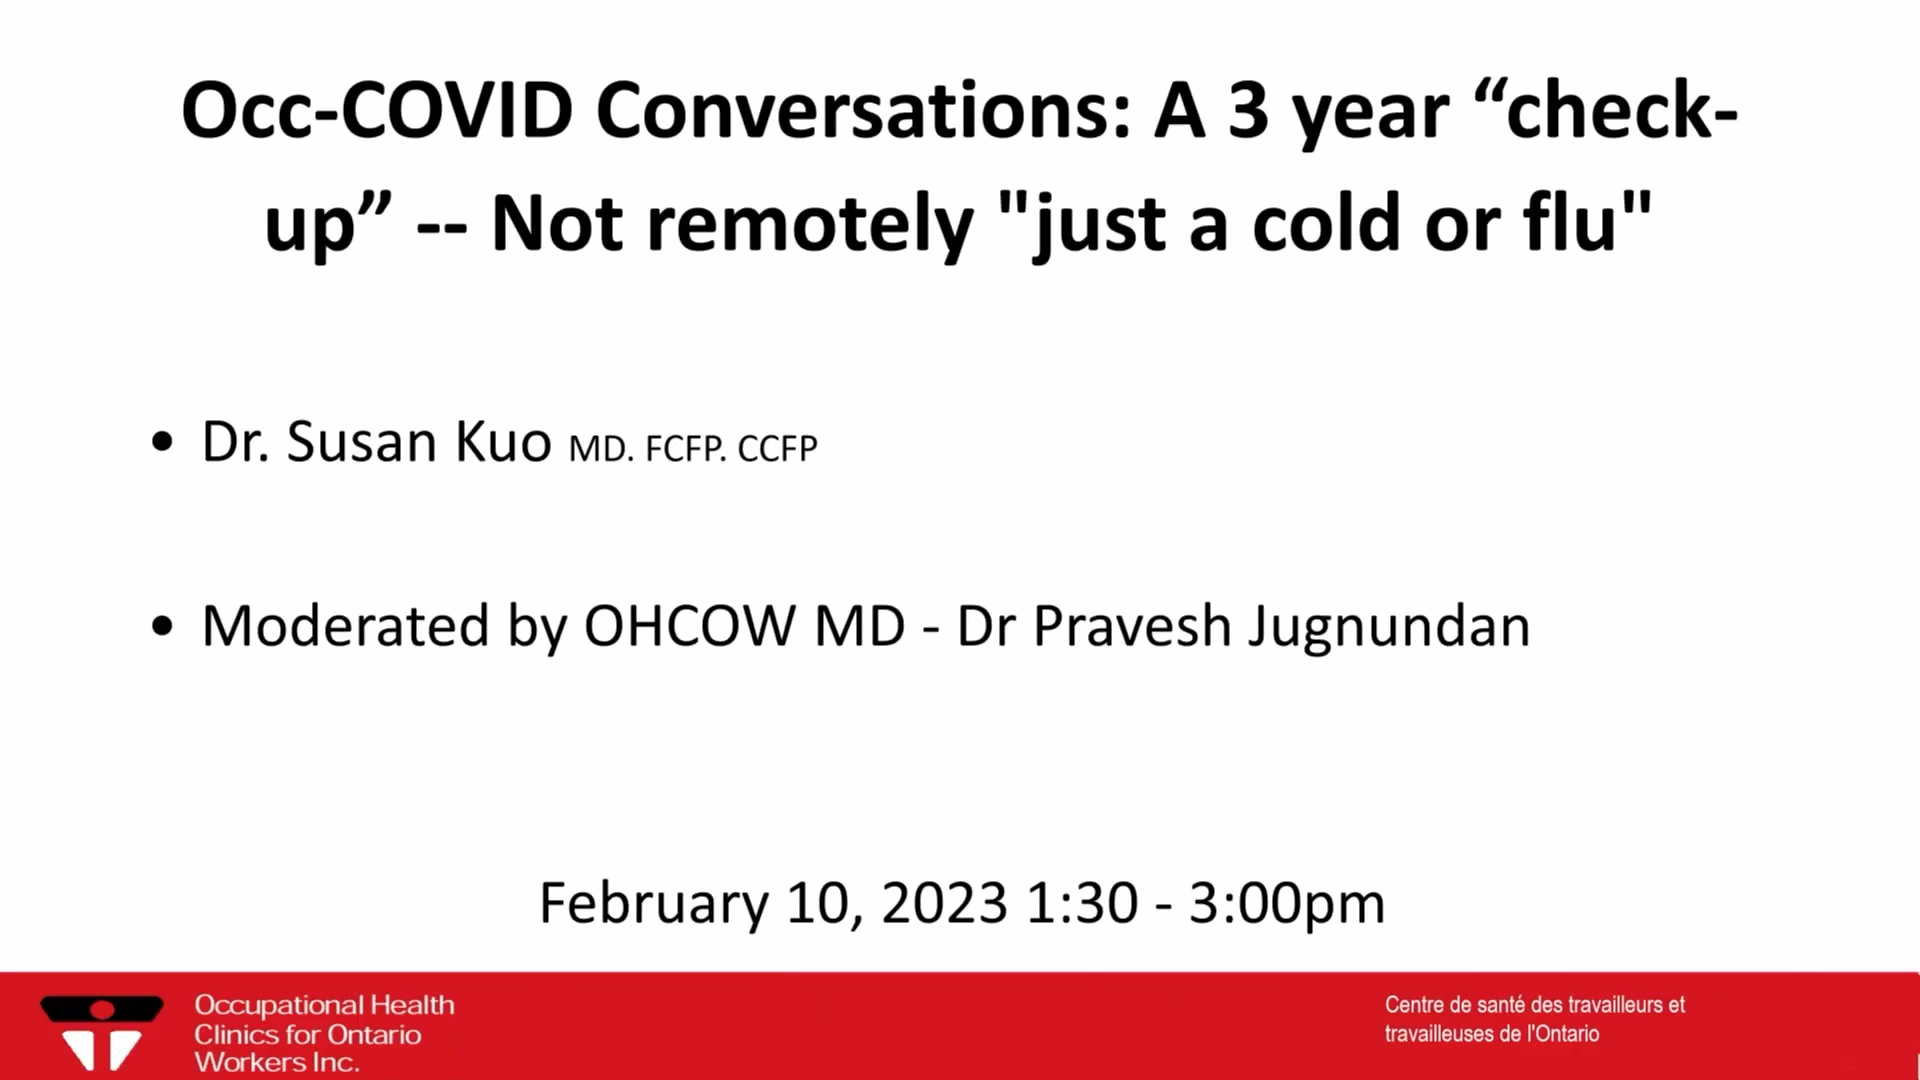 Occ-COVID Conversations: A 3 year “check-
up” -- Not remotely "just a cold or flu"
• Dr. Susan Kuo MD. FCFP. CCFP
• Moderated by OHCOW MD - Dr Pravesh Jugnundan
February 10, 2023 1:30 - 3:00pm
Occupational Health
Clinics for Ontario
Workers Inc.
Centre de santé des travailleurs et
travailleuses de l'Ontario